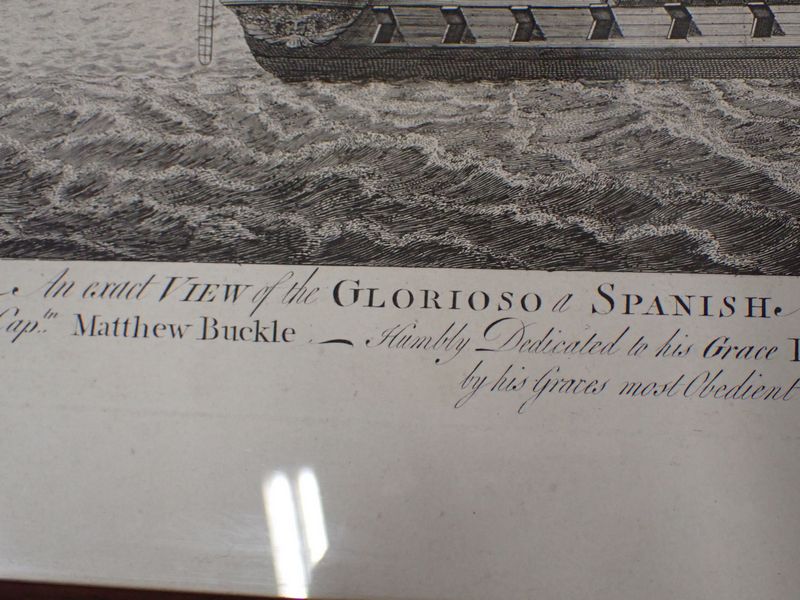 An exact VIEW of the GLORIOSO a SPANISH
Cap.tn Matthew Buckle — Humbly Dedicated to his Grace
by his Graces most Obedient